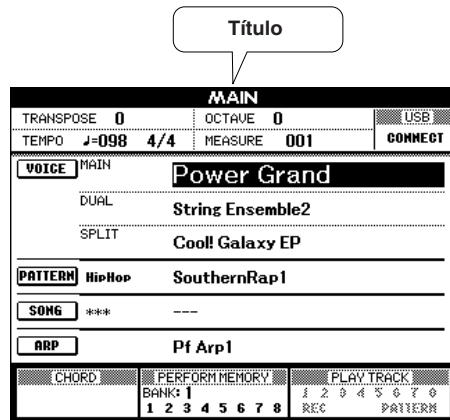 Título
MAIN
TRANSPOSE 0 OCTAVE 0 USB
TEMPO ♩=098 4/4 MEASURE 001 CONNECT
VOICE MAIN Power Grand
DUAL String Ensemble2
SPLIT Cool! Galaxy EP
PATTERN HipHop SouthernRap1
SONG *** ---
ARP Pf Arp1
CHORD PERFORM MEMORY PLAY TRACK
BANK: 1 1 2 3 4 5 6 7 8
1 2 3 4 5 6 7 8 REC PATTERN